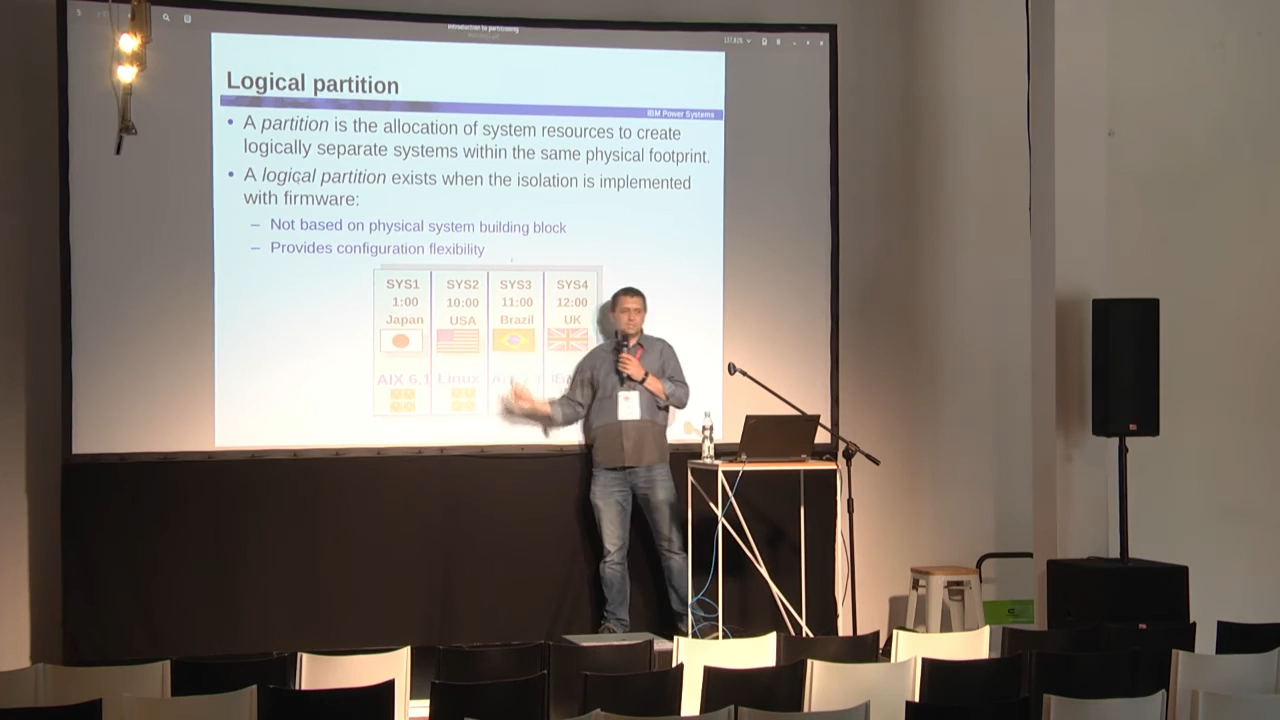 Introduction to partitioning
Logical partition
IBM Power Systems
• A partition is the allocation of system resources to create
logically separate systems within the same physical footprint.
• A logical partition exists when the isolation is implemented
with firmware:
– Not based on physical system building block
– Provides configuration flexibility
SYS1 SYS2 SYS3 SYS4
1:00 10:00 11:00 12:00
Japan USA Brazil UK
AIX 6.1 Linux